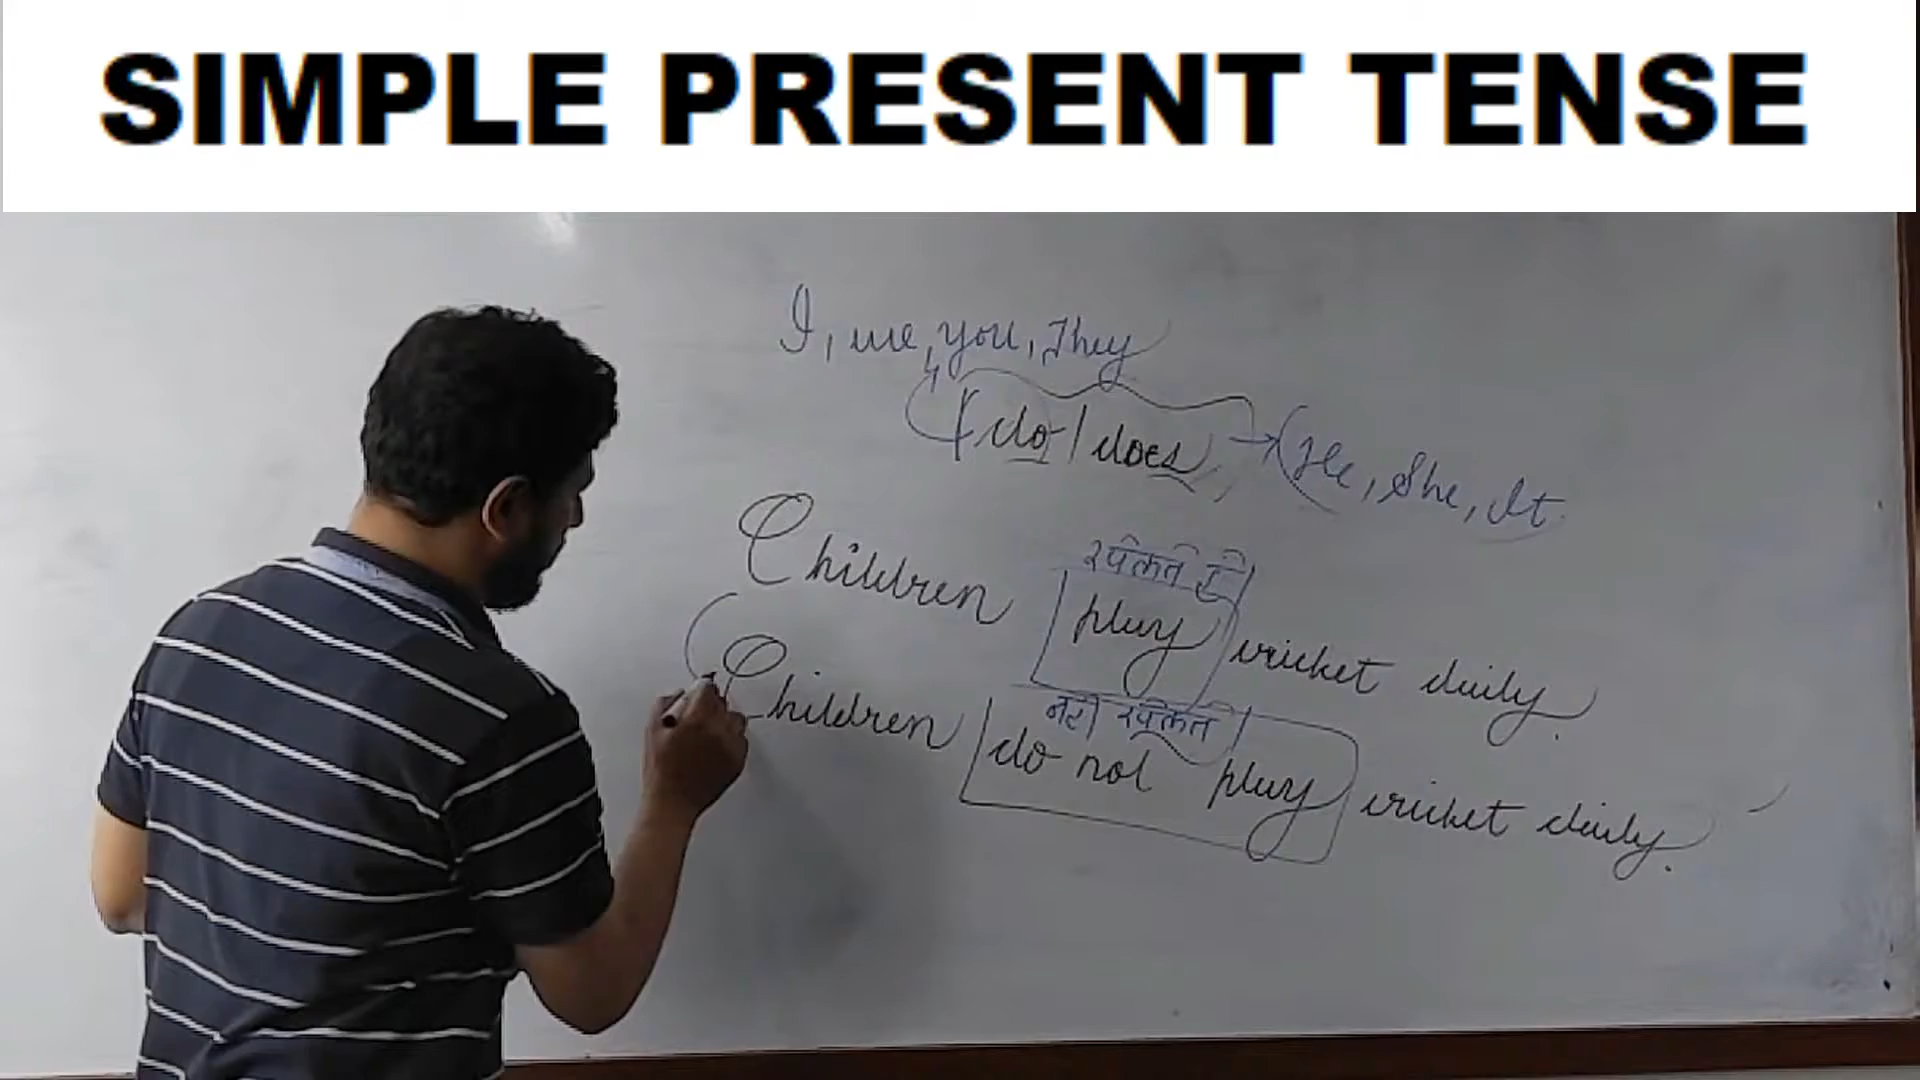 SIMPLE PRESENT TENSE
I, we, you, They
do / does → (He, She, It
खेलते हैं
Children play cricket daily.
नहीं खेलते
Children do not play cricket daily.